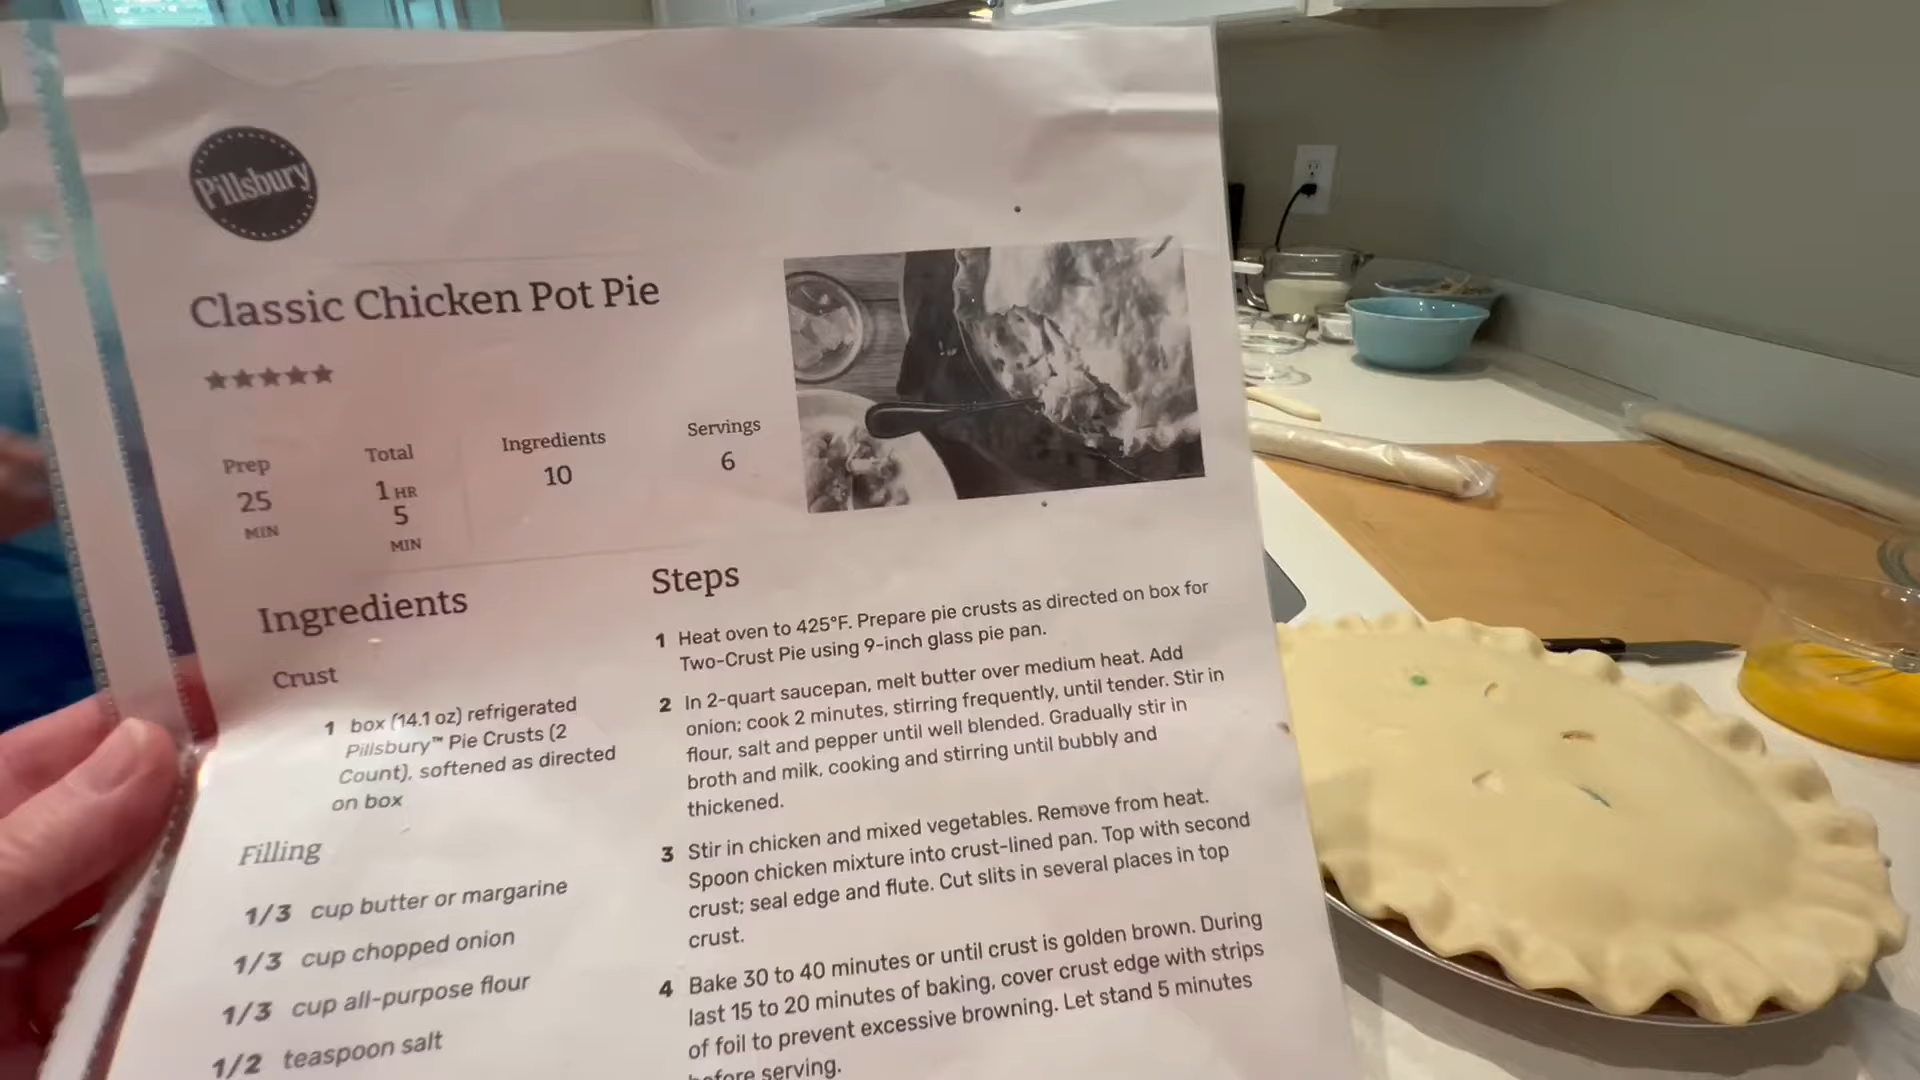 Pillsbury
Classic Chicken Pot Pie
Prep
25
MIN
Total
1 HR
5
MIN
Ingredients
10
Servings
6
Ingredients
Crust
1 box (14.1 oz) refrigerated
Pillsbury™ Pie Crusts (2
Count), softened as directed
on box
Filling
1/3 cup butter or margarine
1/3 cup chopped onion
1/3 cup all-purpose flour
1/2 teaspoon salt
Steps
1 Heat oven to 425°F. Prepare pie crusts as directed on box for
Two-Crust Pie using 9-inch glass pie pan.
2 In 2-quart saucepan, melt butter over medium heat. Add
onion; cook 2 minutes, stirring frequently, until tender. Stir in
flour, salt and pepper until well blended. Gradually stir in
broth and milk, cooking and stirring until bubbly and
thickened.
3 Stir in chicken and mixed vegetables. Remove from heat.
Spoon chicken mixture into crust-lined pan. Top with second
crust; seal edge and flute. Cut slits in several places in top
crust.
4 Bake 30 to 40 minutes or until crust is golden brown. During
last 15 to 20 minutes of baking, cover crust edge with strips
of foil to prevent excessive browning. Let stand 5 minutes
before serving.